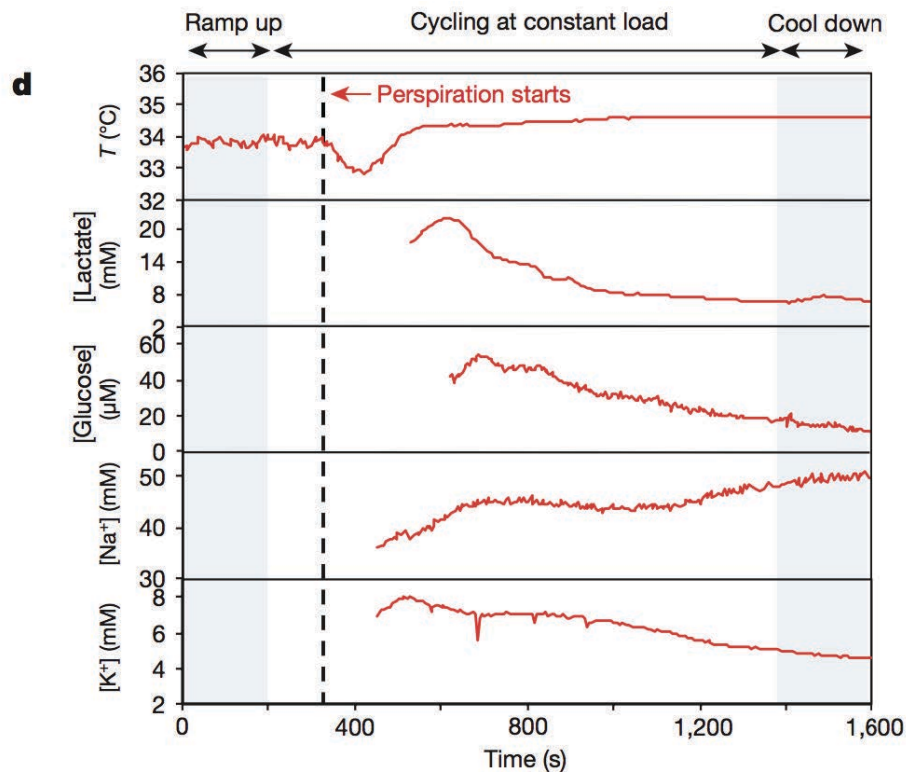 Ramp up Cycling at constant load Cool down
d
Perspiration starts
T (°C)
36
35
34
33
32
[Lactate]
(mM)
20
14
8
2
[Glucose]
(µM)
60
40
20
0
[Na⁺] (mM)
50
40
30
[K⁺] (mM)
8
6
4
2
0 400 800 1,200 1,600
Time (s)